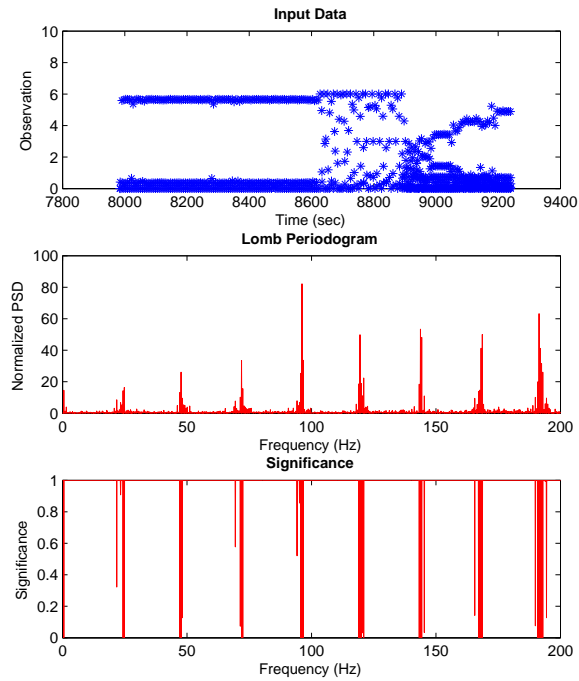 Input Data
10
8
6
4
2
0
Observation
7800 8000 8200 8400 8600 8800 9000 9200 9400
Time (sec)
Lomb Periodogram
100
80
60
40
20
0
Normalized PSD
0 50 100 150 200
Frequency (Hz)
Significance
1
0.8
0.6
0.4
0.2
0
Significance
0 50 100 150 200
Frequency (Hz)